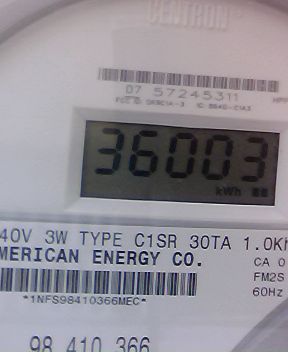 CENTRON
07 57245311
36003
kWh
40V 3W TYPE C1SR 30TA 1.0Kh
MERICAN ENERGY CO.
CA 0
FM2S
60Hz
*1NFS98410366MEC*
98 410 366